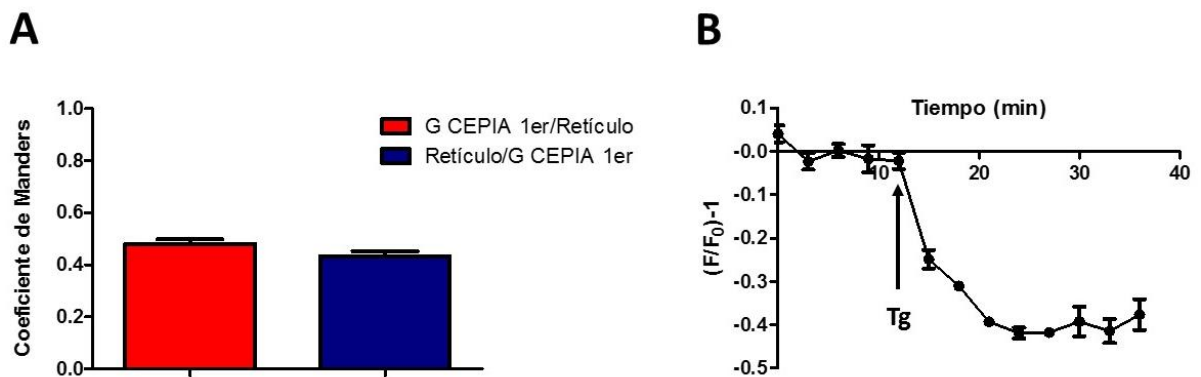 A
Coeficiente de Manders
1.0
0.8
0.6
0.4
0.2
0.0
G CEPIA 1er/Retículo
Retículo/G CEPIA 1er
B
Tiempo (min)
(F/F0)-1
0.1
-0.0
-0.1
-0.2
-0.3
-0.4
-0.5
10
20
30
40
Tg